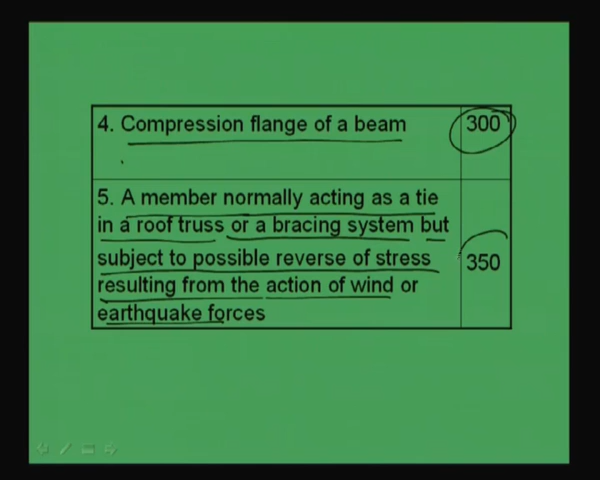 4. Compression flange of a beam 300
5. A member normally acting as a tie
in a roof truss or a bracing system but
subject to possible reverse of stress 350
resulting from the action of wind or
earthquake forces